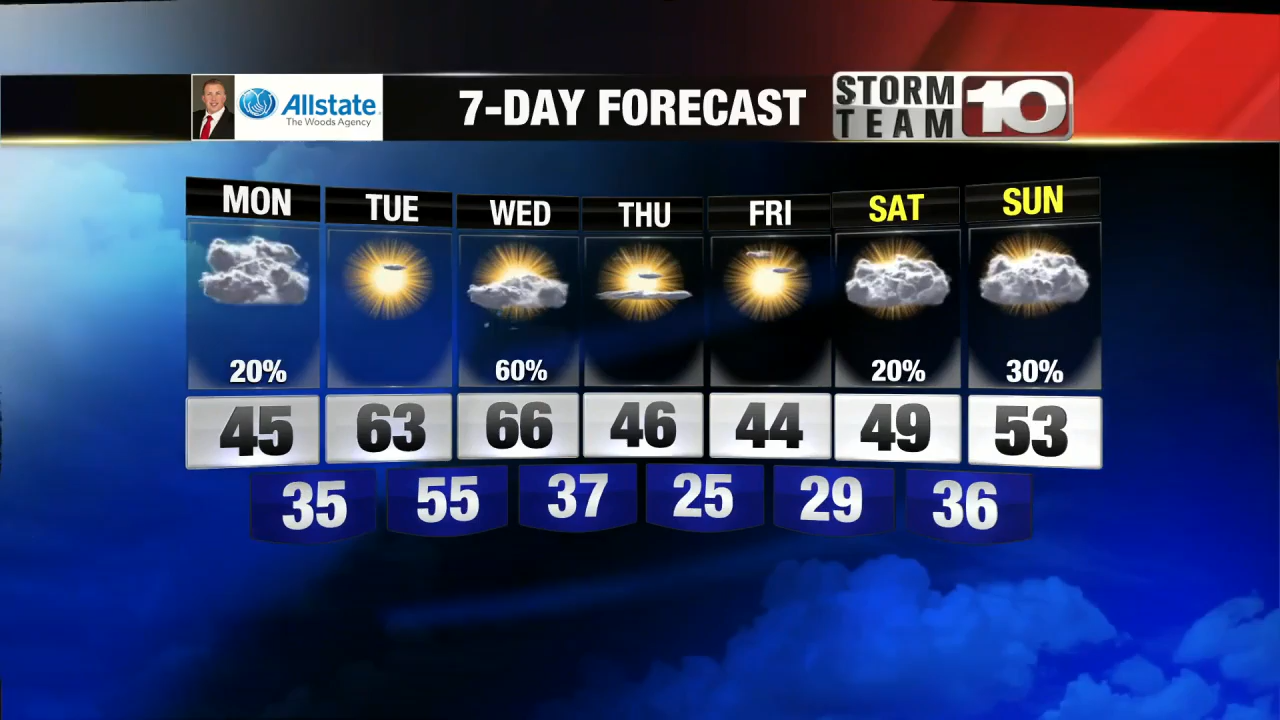 Allstate.
The Woods Agency
7-DAY FORECAST
STORM
TEAM
10
MON TUE WED THU FRI SAT SUN
20% 60% 20% 30%
45 63 66 46 44 49 53
35 55 37 25 29 36